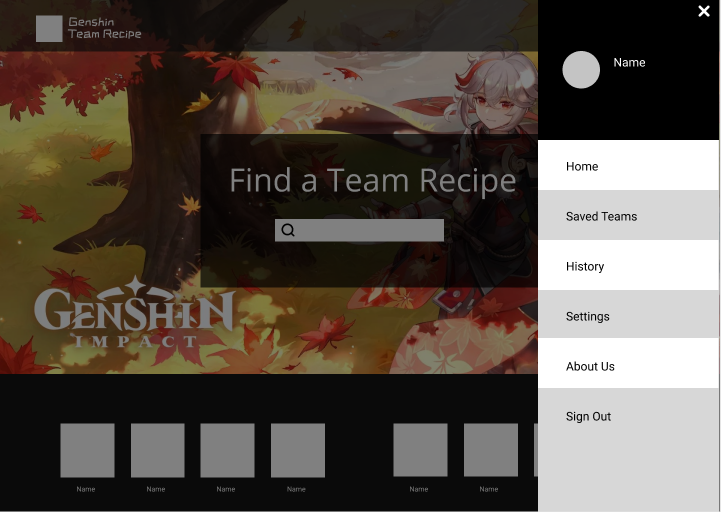 Genshin
Team Recipe
Find a Team Recipe
GENSHIN
IMPACT
Name
Name
Name
Name
Name
Name
×
Name
Home
Saved Teams
History
Settings
About Us
Sign Out